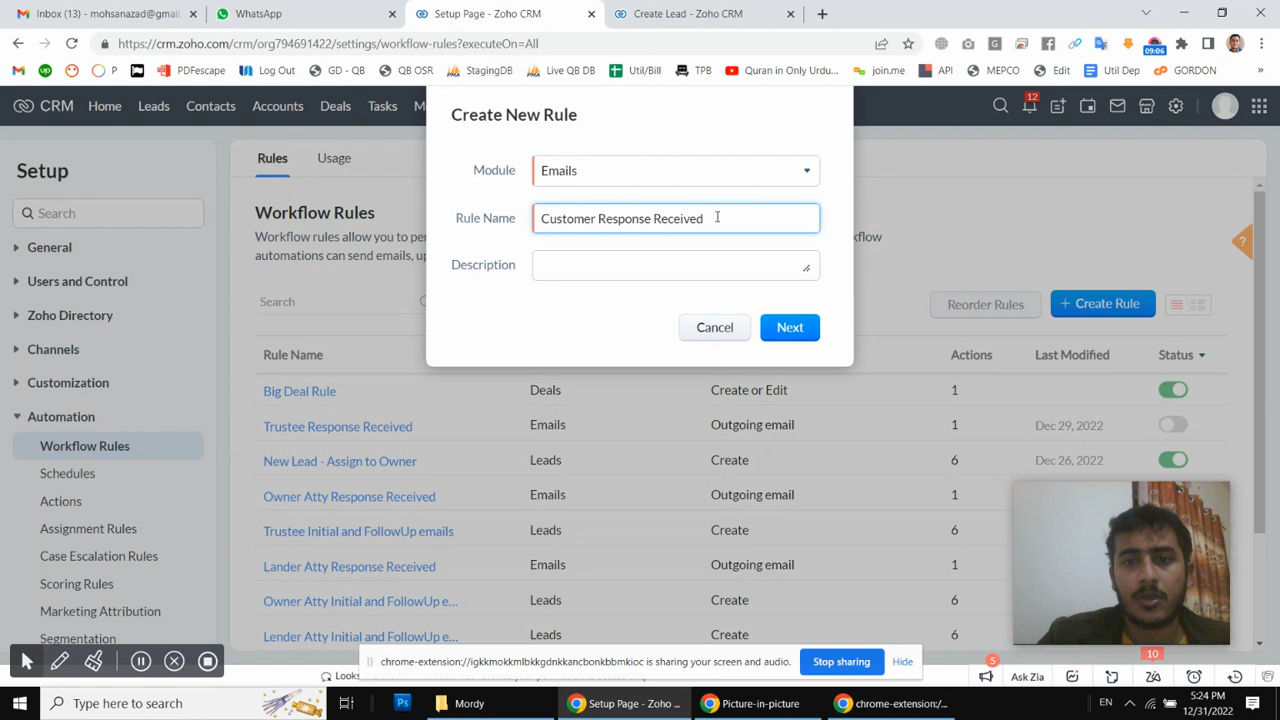 Inbox (13) - mohsanazad@gmail.
WhatsApp
Setup Page - Zoho CRM
Create Lead - Zoho CRM
https://crm.zoho.com/crm/org794691422/settings/workflow-rules?executeOn=All
09:06
P
PDFescape
Log Out
GD - QB
QB OSR
StagingDB
Live QB DB
Util/Bill
TPB
Quran in Only Urdu...
join.me
API
MEPCO
Edit
Util Dep
GORDON
CRM
Home
Leads
Contacts
Accounts
Deals
Tasks
12
Setup
Search
General
Users and Control
Zoho Directory
Channels
Customization
Automation
Workflow Rules
Schedules
Actions
Assignment Rules
Case Escalation Rules
Scoring Rules
Marketing Attribution
Segmentation
Rules
Usage
Workflow Rules
Workflow rules allow you to
automations can send emails,
Search
Reorder Rules
+ Create Rule
Rule Name
Actions
Last Modified
Status
Big Deal Rule
Deals
Create or Edit
1
Trustee Response Received
Emails
Outgoing email
1
Dec 29, 2022
New Lead - Assign to Owner
Leads
Create
6
Dec 26, 2022
Owner Atty Response Received
Emails
Outgoing email
1
Trustee Initial and FollowUp emails
Leads
Create
6
Lander Atty Response Received
Emails
Outgoing email
1
Owner Atty Initial and FollowUp e...
Leads
Create
6
Lender Atty Initial and FollowUp e...
Leads
Create
6
Create New Rule
Module
Emails
Rule Name
Customer Response Received
Description
Cancel
Next
?
chrome-extension://igkkmokkmlbkkgdnkkancbonkbbmkioc is sharing your screen and audio.
Stop sharing
Hide
5
10
Ask Zia
Type here to search
Mordy
Setup Page - Zoho ...
Picture-in-picture
chrome-extension:/...
5:24 PM
12/31/2022